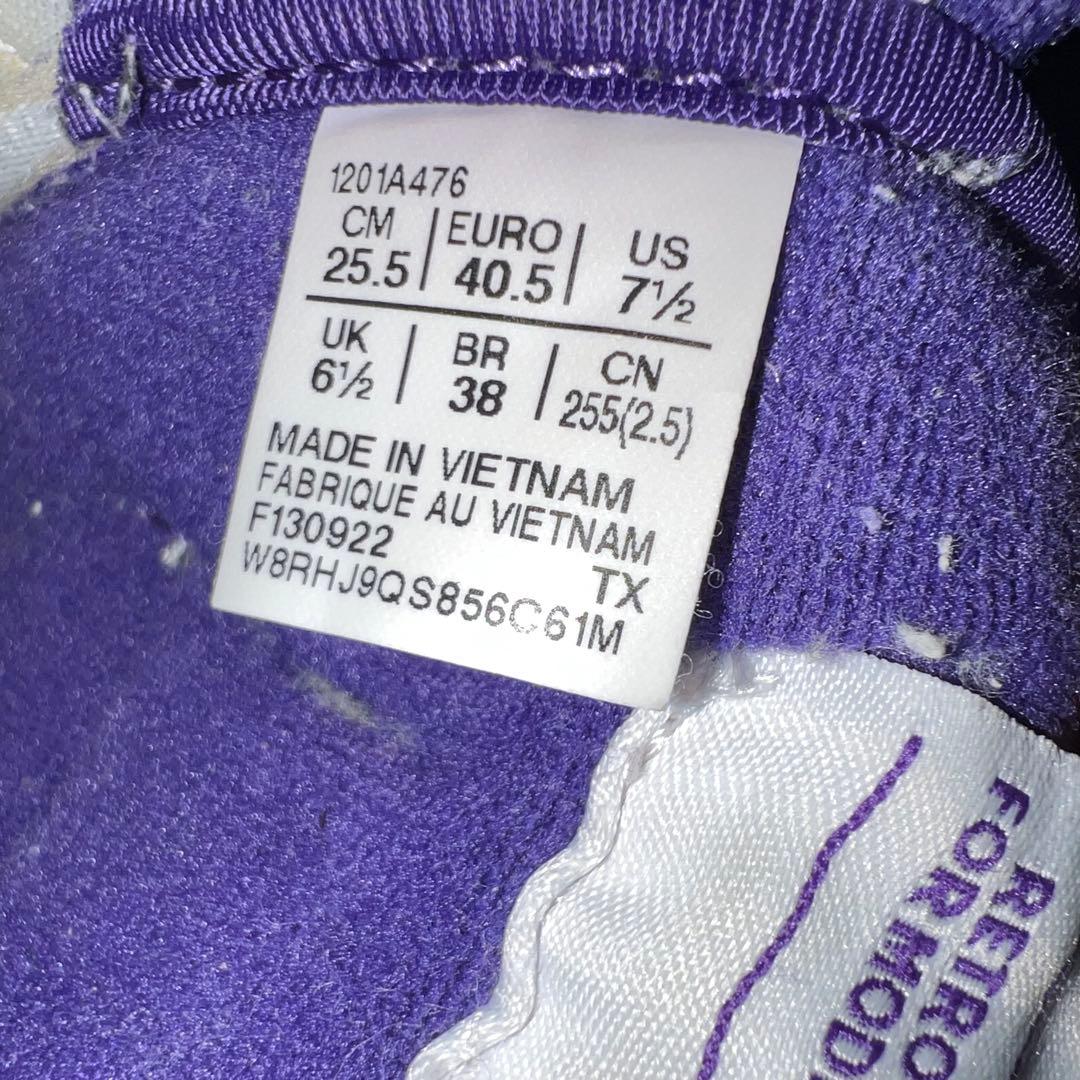 1201A476
CM | EURO | US
25.5 | 40.5 | 7½
UK | BR | CN
6½ | 38 | 255(2.5)
MADE IN VIETNAM
FABRIQUE AU VIETNAM
F130922 TX
W8RHJ9QS856C61M
RETRO
FOR MOD